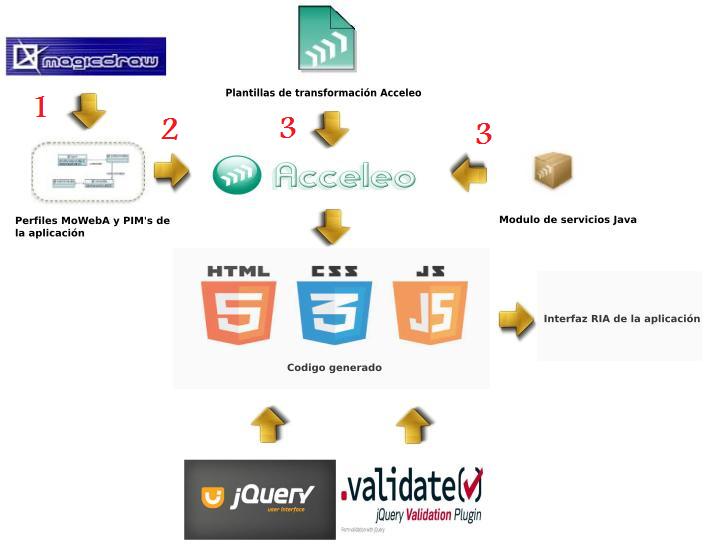 magicdraw
Plantillas de transformación Acceleo
1
2
3
3
Acceleo
Perfiles MoWebA y PIM's de
la aplicación
Modulo de servicios Java
HTML
CSS
JS
5
3
JS
Interfaz RIA de la aplicación
Codigo generado
jQuery
user interface
.validate()
jQuery Validation Plugin
Form validation with jQuery